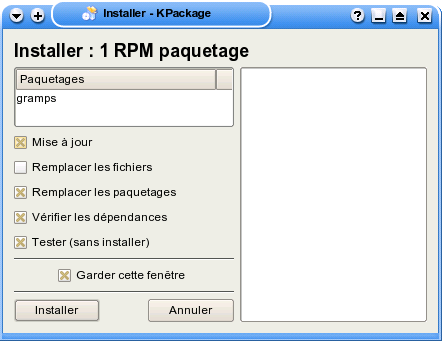 Installer - KPackage
Installer : 1 RPM paquetage
Paquetages
gramps
Mise à jour
Remplacer les fichiers
Remplacer les paquetages
Vérifier les dépendances
Tester (sans installer)
Garder cette fenêtre
Installer
Annuler